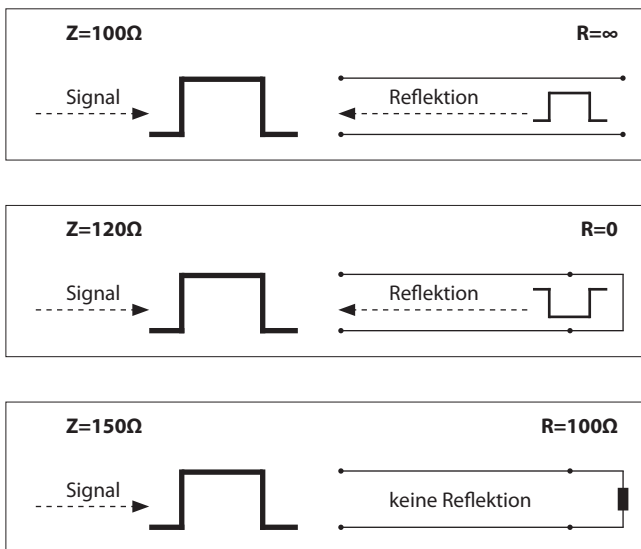 Z=100Ω R=∞
Signal Reflektion
Z=120Ω R=0
Signal Reflektion
Z=150Ω R=100Ω
Signal keine Reflektion